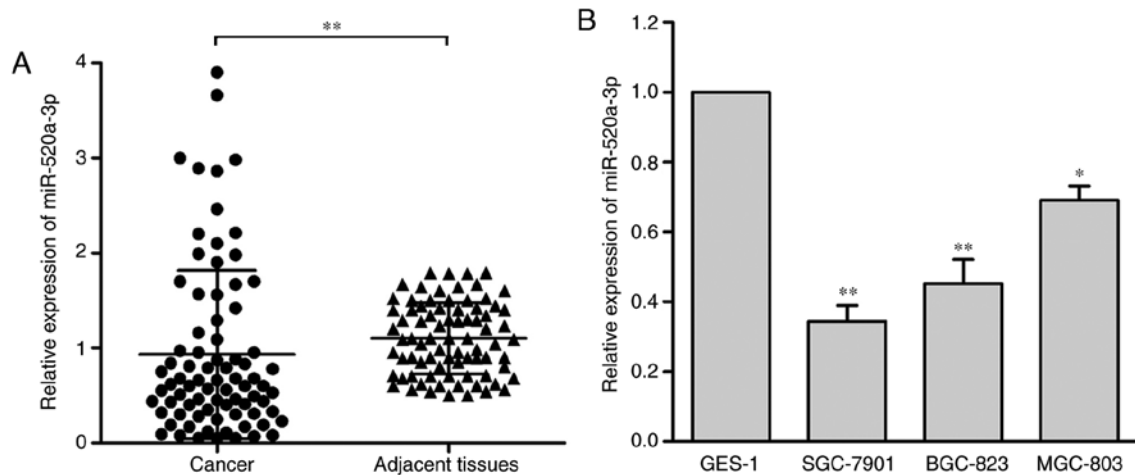 A
**
Relative expression of miR-520a-3p
4
3
2
1
0
Cancer Adjacent tissues
B
Relative expression of miR-520a-3p
1.2
1.0
0.8
0.6
0.4
0.2
0.0
**
**
*
GES-1 SGC-7901 BGC-823 MGC-803